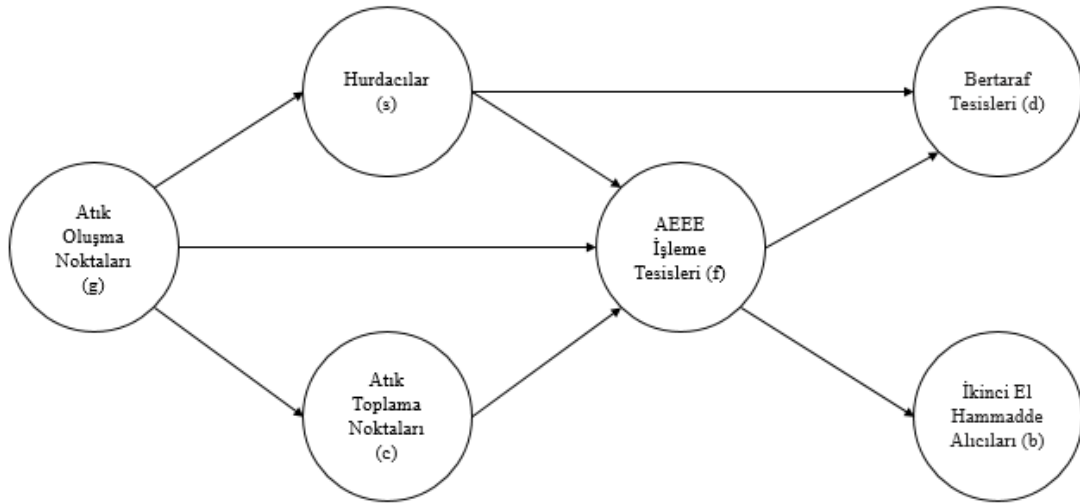 Hurdacılar
(s)
Bertaraf
Tesisleri (d)
Atık
Oluşma
Noktaları
(g)
AEEE
İşleme
Tesisleri (f)
Atık
Toplama
Noktaları
(c)
İkinci El
Hammadde
Alıcıları (b)